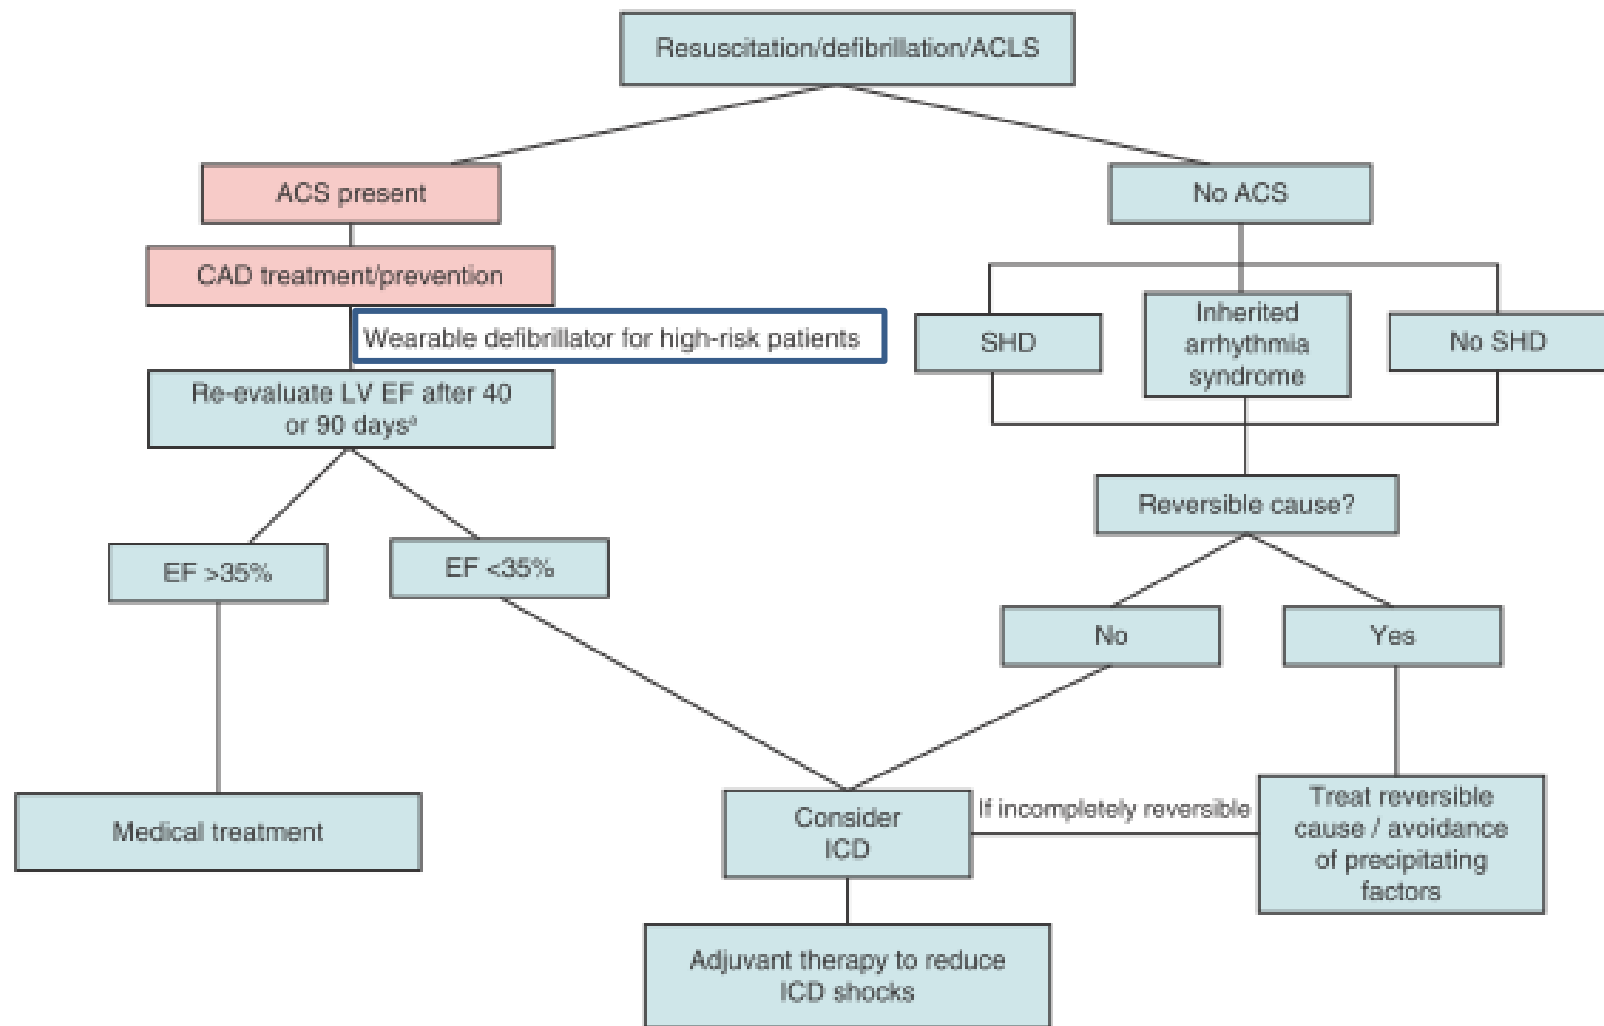 Resuscitation/defibrillation/ACLS
ACS present
No ACS
CAD treatment/prevention
Wearable defibrillator for high-risk patients
SHD
Inherited
arrhythmia
syndrome
No SHD
Re-evaluate LV EF after 40
or 90 daysᵃ
Reversible cause?
EF >35%
EF <35%
No
Yes
Medical treatment
Consider
ICD
If incompletely reversible
Treat reversible
cause / avoidance
of precipitating
factors
Adjuvant therapy to reduce
ICD shocks